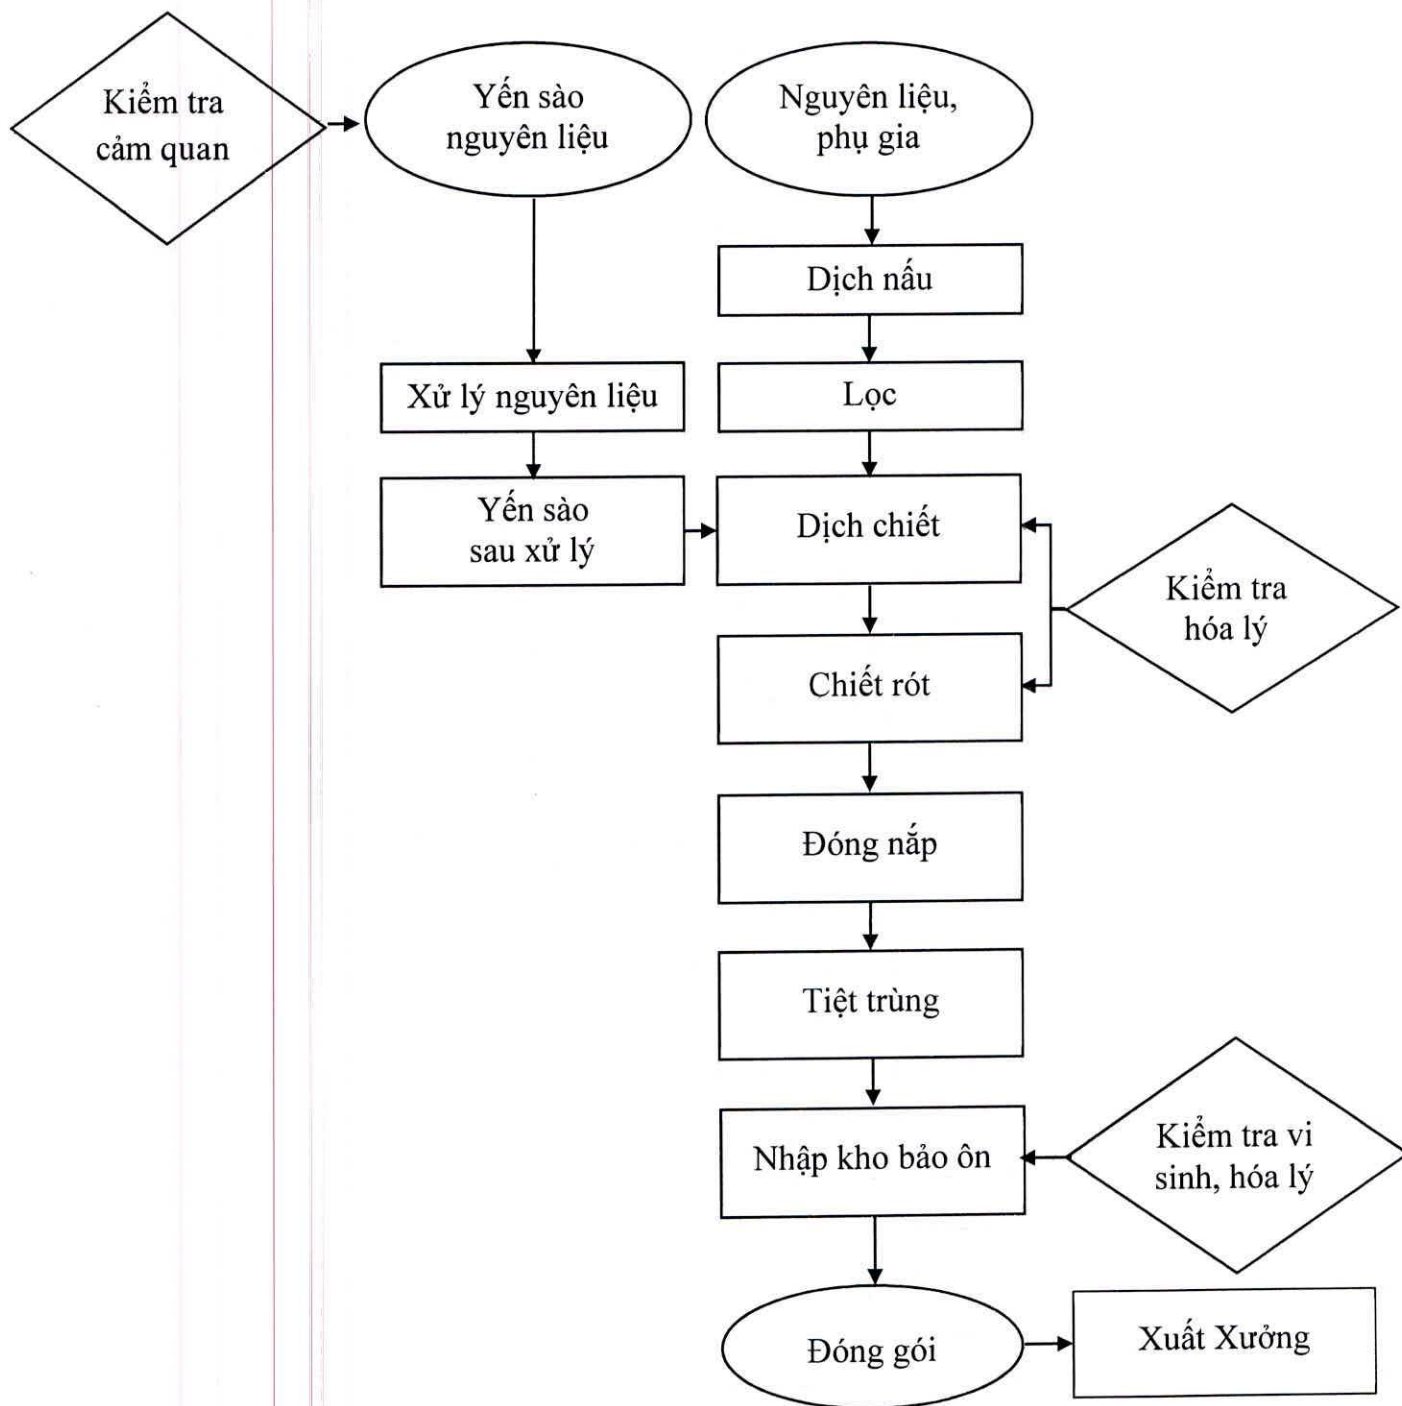 Kiểm tra
cảm quan
Yến sào
nguyên liệu
Nguyên liệu,
phụ gia
Dịch nấu
Xử lý nguyên liệu
Lọc
Yến sào
sau xử lý
Dịch chiết
Kiểm tra
hóa lý
Chiết rót
Đóng nắp
Tiệt trùng
Nhập kho bảo ôn
Kiểm tra vi
sinh, hóa lý
Đóng gói
Xuất Xưởng